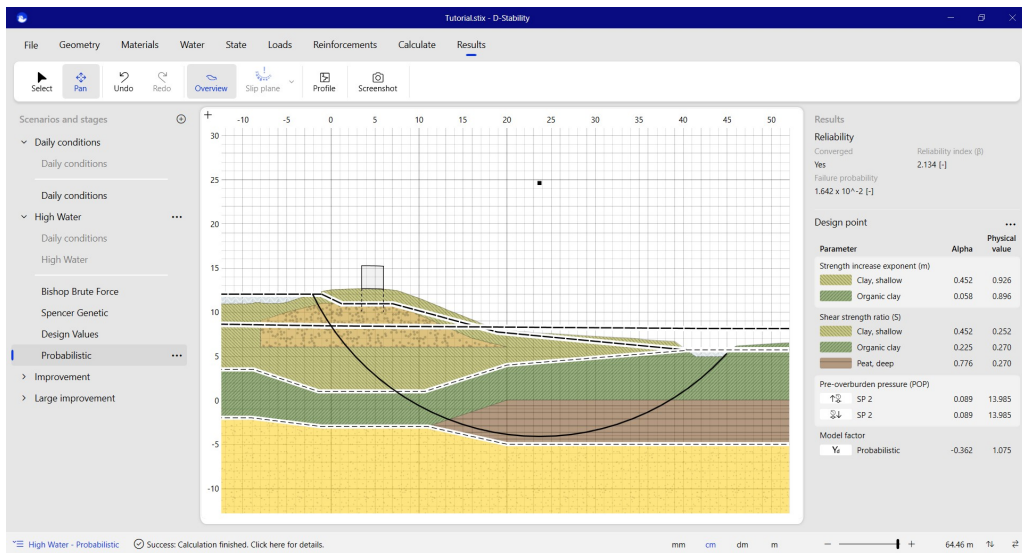 Tutorial.stix - D-Stability
File Geometry Materials Water State Loads Reinforcements Calculate Results
Select Pan Undo Redo Overview Slip plane Profile Screenshot
Scenarios and stages
Daily conditions
Daily conditions
Daily conditions
High Water
Daily conditions
High Water
Bishop Brute Force
Spencer Genetic
Design Values
Probabilistic
Improvement
Large improvement
-10 -5 0 5 10 15 20 25 30 35 40 45 50
30
25
20
15
10
5
0
-5
-10
Results
Reliability
Converged Reliability index (β)
Yes 2.134 [-]
Failure probability
1.642 x 10^-2 [-]
Design point
Parameter Alpha Physical value
Strength increase exponent (m)
Clay, shallow 0.452 0.926
Organic clay 0.058 0.896
Shear strength ratio (S)
Clay, shallow 0.452 0.252
Organic clay 0.225 0.270
Peat, deep 0.776 0.270
Pre-overburden pressure (POP)
SP 2 0.089 13.985
SP 2 0.089 13.985
Model factor
Yd Probabilistic -0.362 1.075
High Water - Probabilistic Success: Calculation finished. Click here for details. mm cm dm m 64.46 m